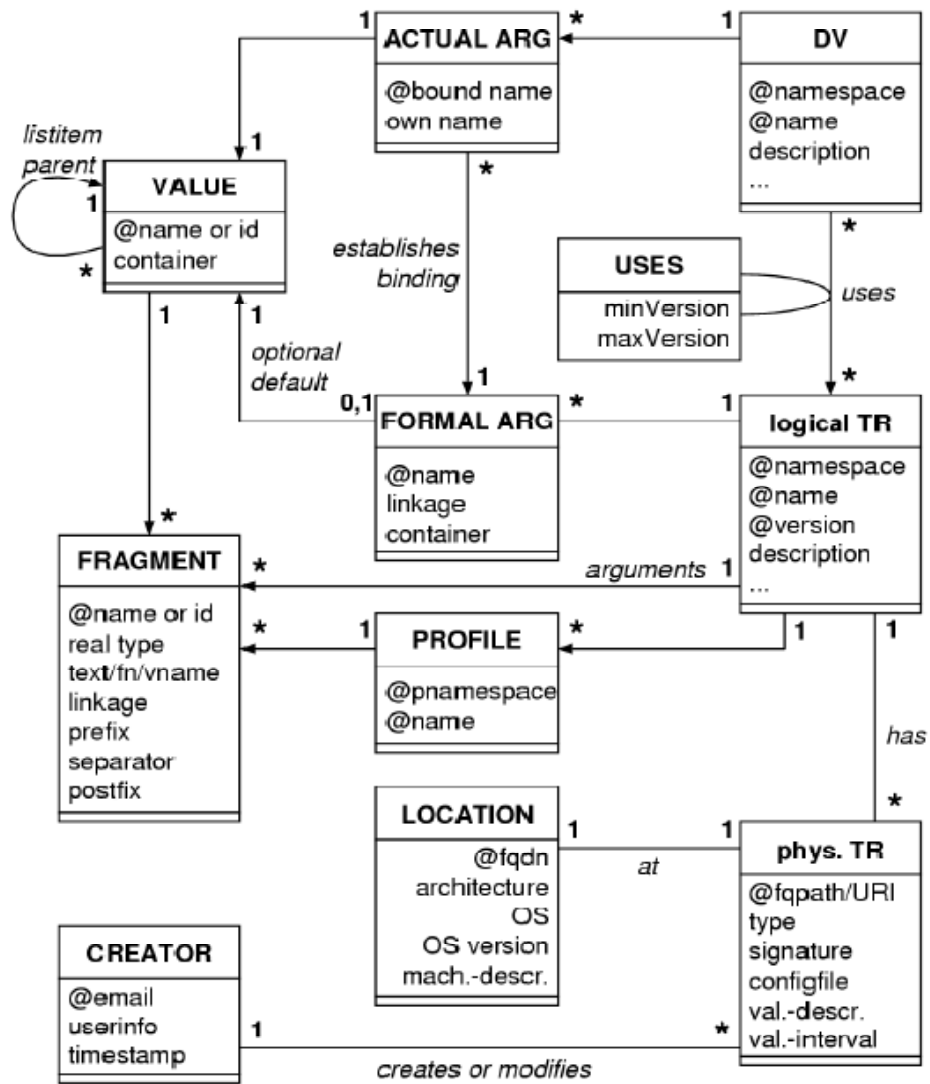 1
ACTUAL ARG
*
1
DV
@bound name
own name
@namespace
@name
description
...
listitem
parent
1
1
VALUE
@name or id
container
*
*
*
establishes
binding
USES
minVersion
maxVersion
uses
1
1
optional
default
1
0,1
FORMAL ARG
*
1
*
logical TR
@name
linkage
container
@namespace
@name
@version
description
...
*
FRAGMENT
*
arguments
1
@name or id
real type
text/fn/vname
linkage
prefix
separator
postfix
*
1
PROFILE
*
1
1
@pnamespace
@name
has
LOCATION
1
at
1
*
phys. TR
@fqdn
architecture
OS
OS version
mach.-descr.
@fqpath/URI
type
signature
configfile
val.-descr.
val.-interval
CREATOR
@email
userinfo
timestamp
1
*
creates or modifies